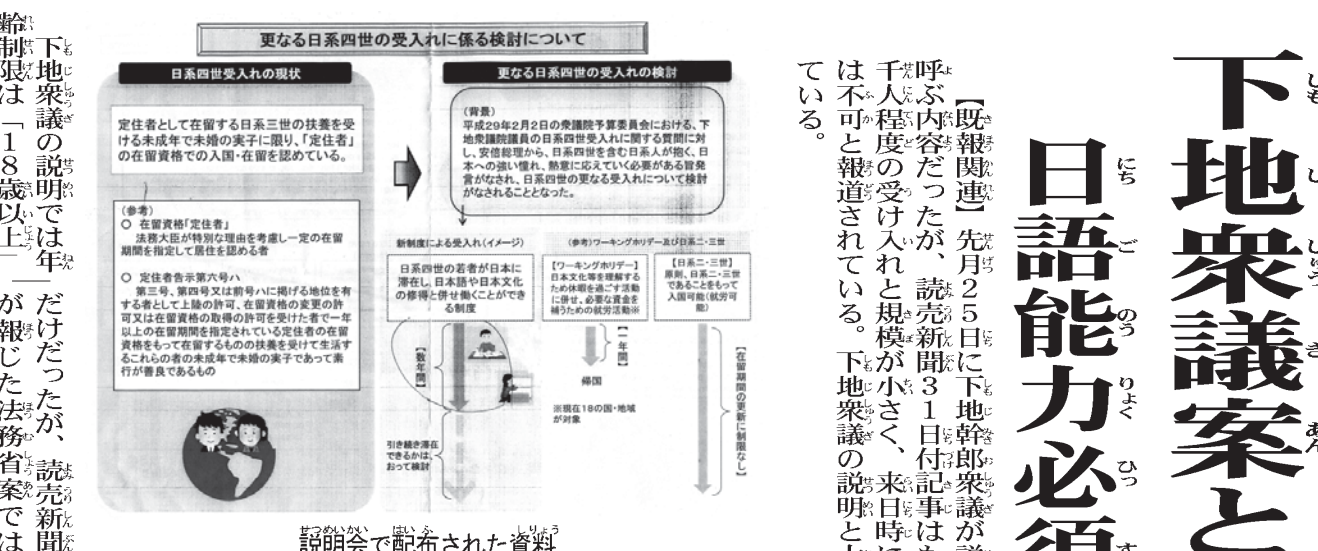 下地衆議案と
日語能力必須
【既報関連】先月25日に下地幹郎衆議が説
呼ぶ内容だったが、読売新聞31日付記事は
千人程度の受け入れと規模が小さく、来日時に
は不可と報道されている。下地衆議の説明と
ている。
更なる日系四世の受入れに係る検討について
日系四世受入れの現状
定住者として在留する日系三世の扶養を受
ける未成年で未婚の実子に限り、「定住者」
の在留資格での入国・在留を認めている。
(参考)
○ 在留資格「定住者」
法務大臣が特別な理由を考慮し一定の在留
期間を指定して居住を認める者
○ 定住者告示第六号ハ
第三号、第四号又は前号ハに掲げる地位を有
する者として上陸の許可、在留資格の変更の許
可又は在留資格の取得の許可を受けた者で一年
以上の在留期間を指定されている定住者の在留
資格をもって在留するものの扶養を受けて生活す
るこれらの者の未成年で未婚の実子であって素
行が善良であるもの
更なる日系四世の受入れの検討
(背景)
平成29年2月2日の衆議院予算委員会における、下
地衆議院議員の日系四世受入れに関する質問に対
し、安倍総理から、日系四世を含む日系人が抱く、日
本への強い憧れ、熱意に応えていく必要がある旨発
言がなされ、日系四世の更なる受入れについて検討
がなされることとなった。
新制度による受入れ(イメージ)
日系四世の若者が日本に
滞在し、日本語や日本文化
の修得と併せ働くことができ
る制度
【数年間】
引き続き滞在
できるかは、
おって検討
(参考)ワーキングホリデー及び日系二・三世
【ワーキングホリデー】
日本文化等を理解する
ため休暇を過ごす活動
に併せ、必要な資金を
補うための就労活動※
【一年間】
帰国
※現在18の国・地域
が対象
【日系二・三世】
原則、日系二・三世
であることをもって
入国可能(就労可
能)
【在留期間の更新に制限なし】
説明会で配布された資料
下地衆議の説明では年
齢制限は「18歳以上
だけだったが、読売新聞
が報じた法務省案では